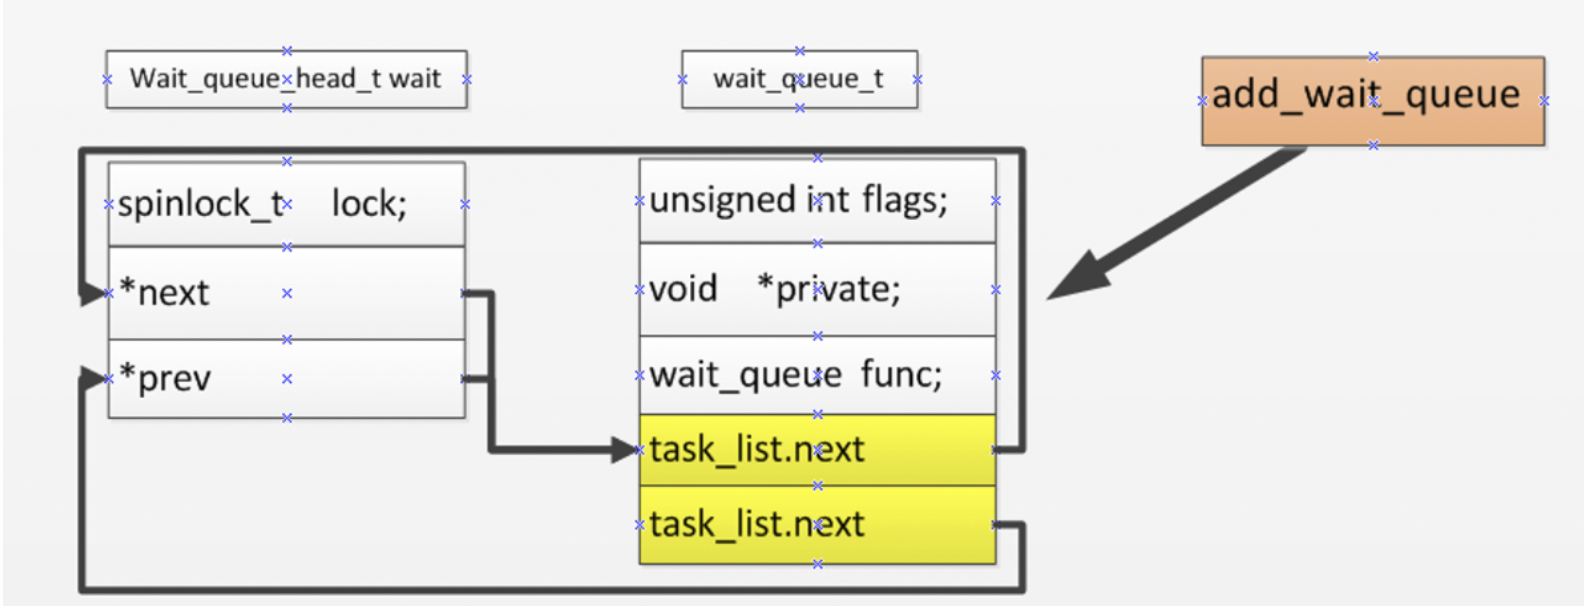 Wait_queue_head_t wait
wait_queue_t
add_wait_queue
spinlock_t lock;
*next
*prev
unsigned int flags;
void *private;
wait_queue func;
task_list.next
task_list.next